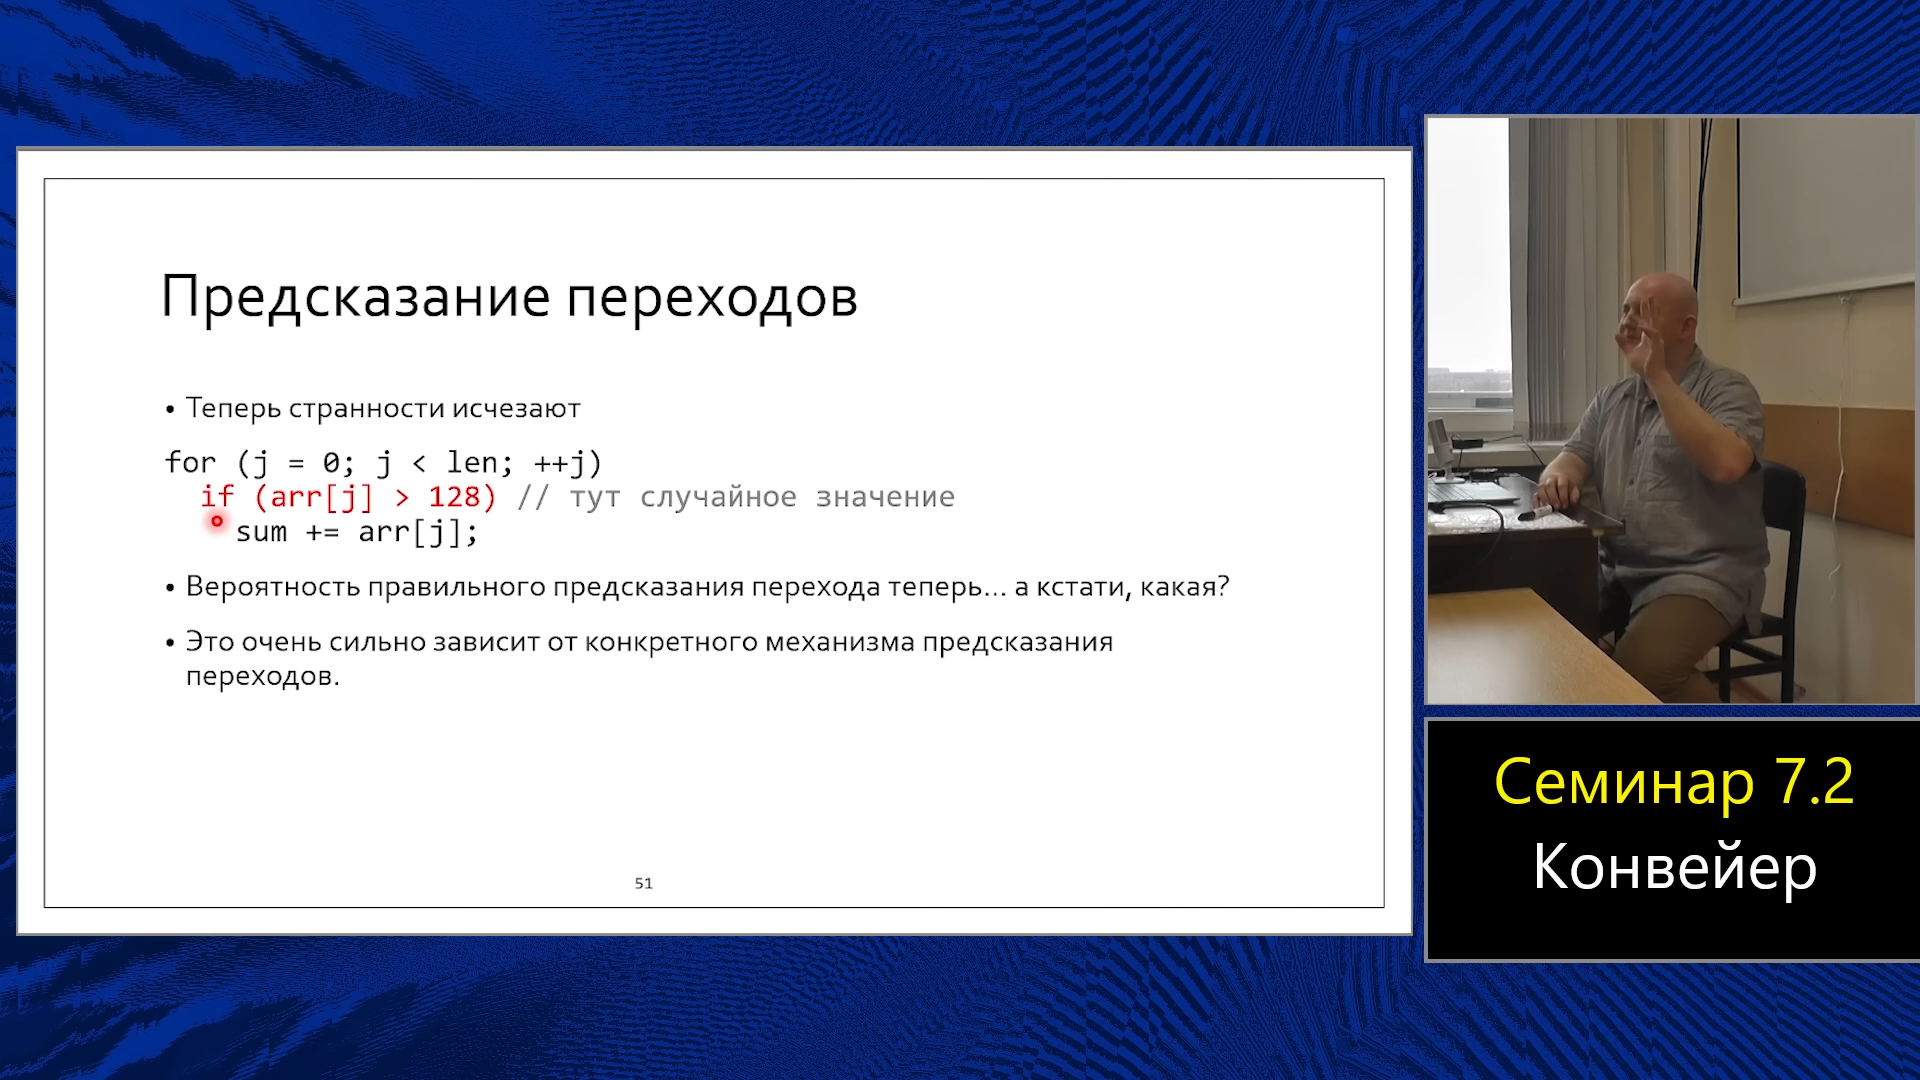 Предсказание переходов
• Теперь странности исчезают
for (j = 0; j < len; ++j)
if (arr[j] > 128) // тут случайное значение
sum += arr[j];
• Вероятность правильного предсказания перехода теперь... а кстати, какая?
• Это очень сильно зависит от конкретного механизма предсказания
переходов.
51
Семинар 7.2
Конвейер